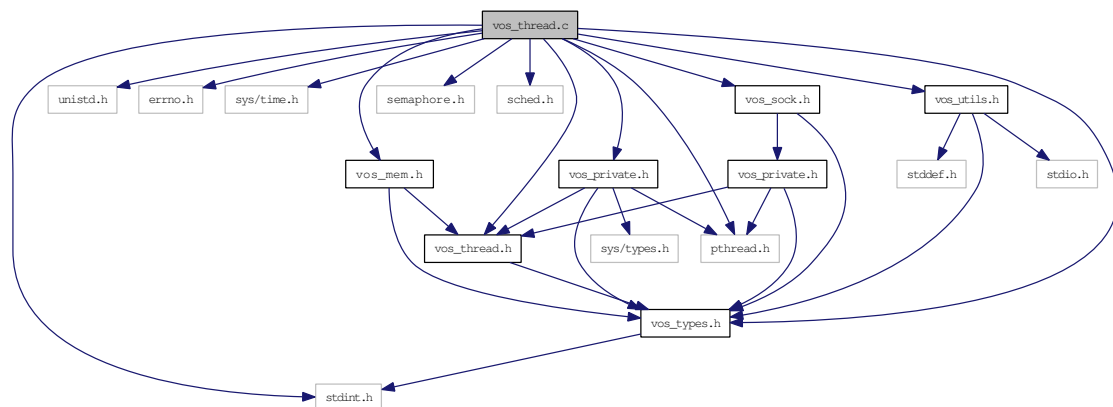 vos_thread.c
unistd.h
errno.h
sys/time.h
semaphore.h
sched.h
vos_sock.h
vos_utils.h
vos_mem.h
vos_private.h
vos_private.h
stddef.h
stdio.h
vos_thread.h
sys/types.h
pthread.h
vos_types.h
stdint.h